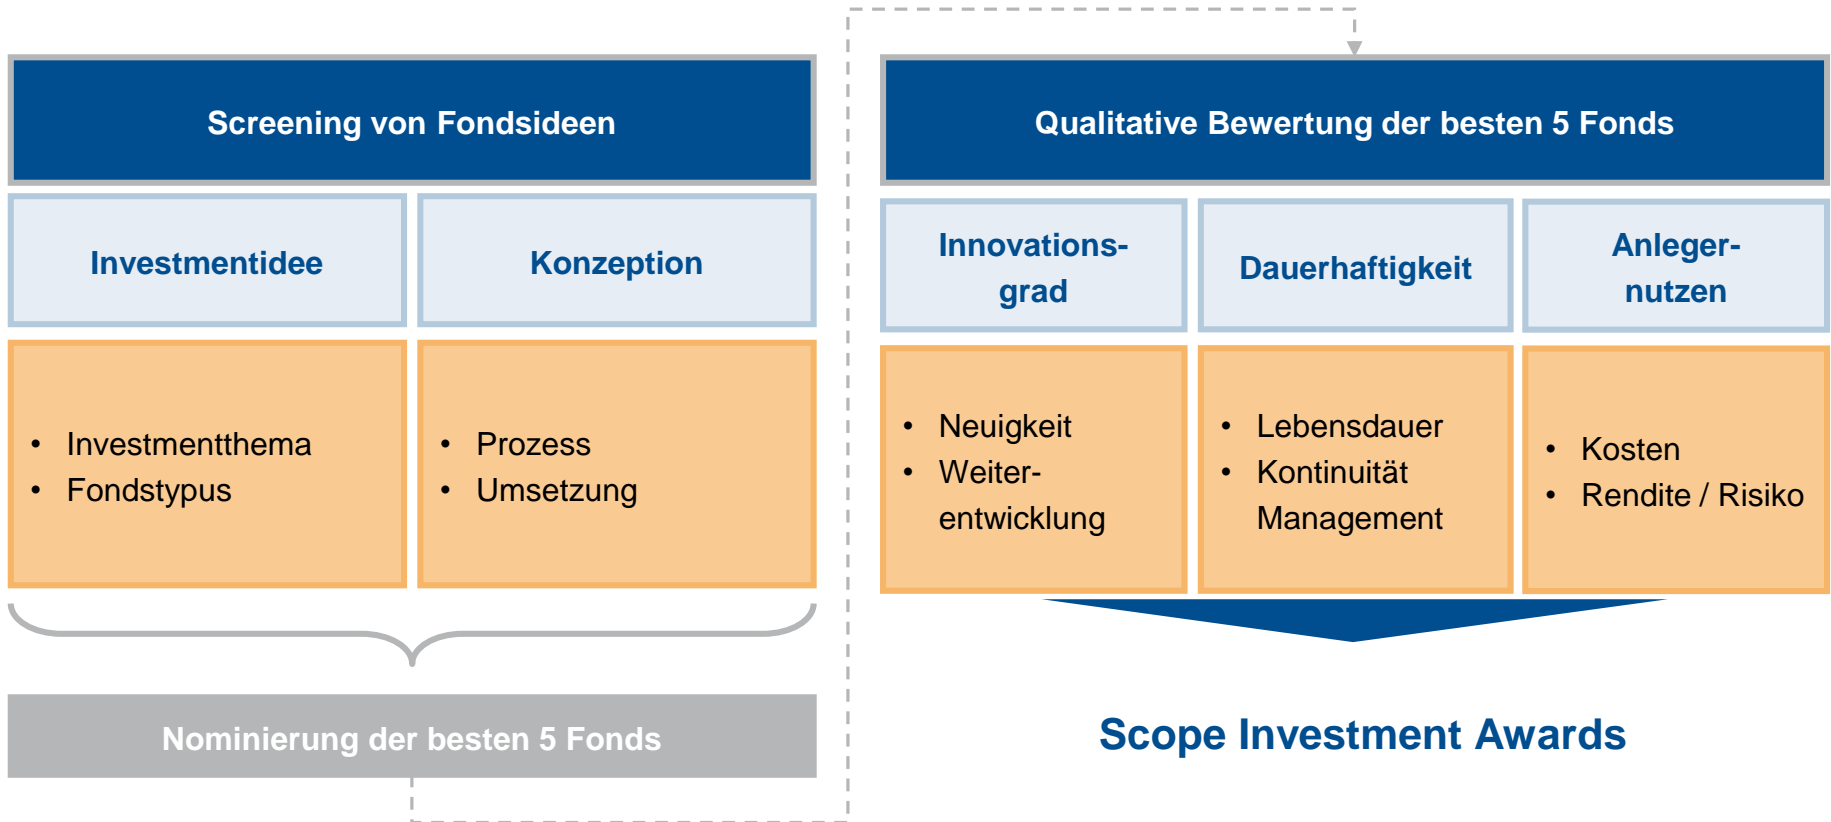 Screening von Fondsideen
Investmentidee
Konzeption
• Investmentthema
• Fondstypus
• Prozess
• Umsetzung
Nominierung der besten 5 Fonds
Qualitative Bewertung der besten 5 Fonds
Innovations-
grad
Dauerhaftigkeit
Anleger-
nutzen
• Neuigkeit
• Weiter-
entwicklung
• Lebensdauer
• Kontinuität
Management
• Kosten
• Rendite / Risiko
Scope Investment Awards